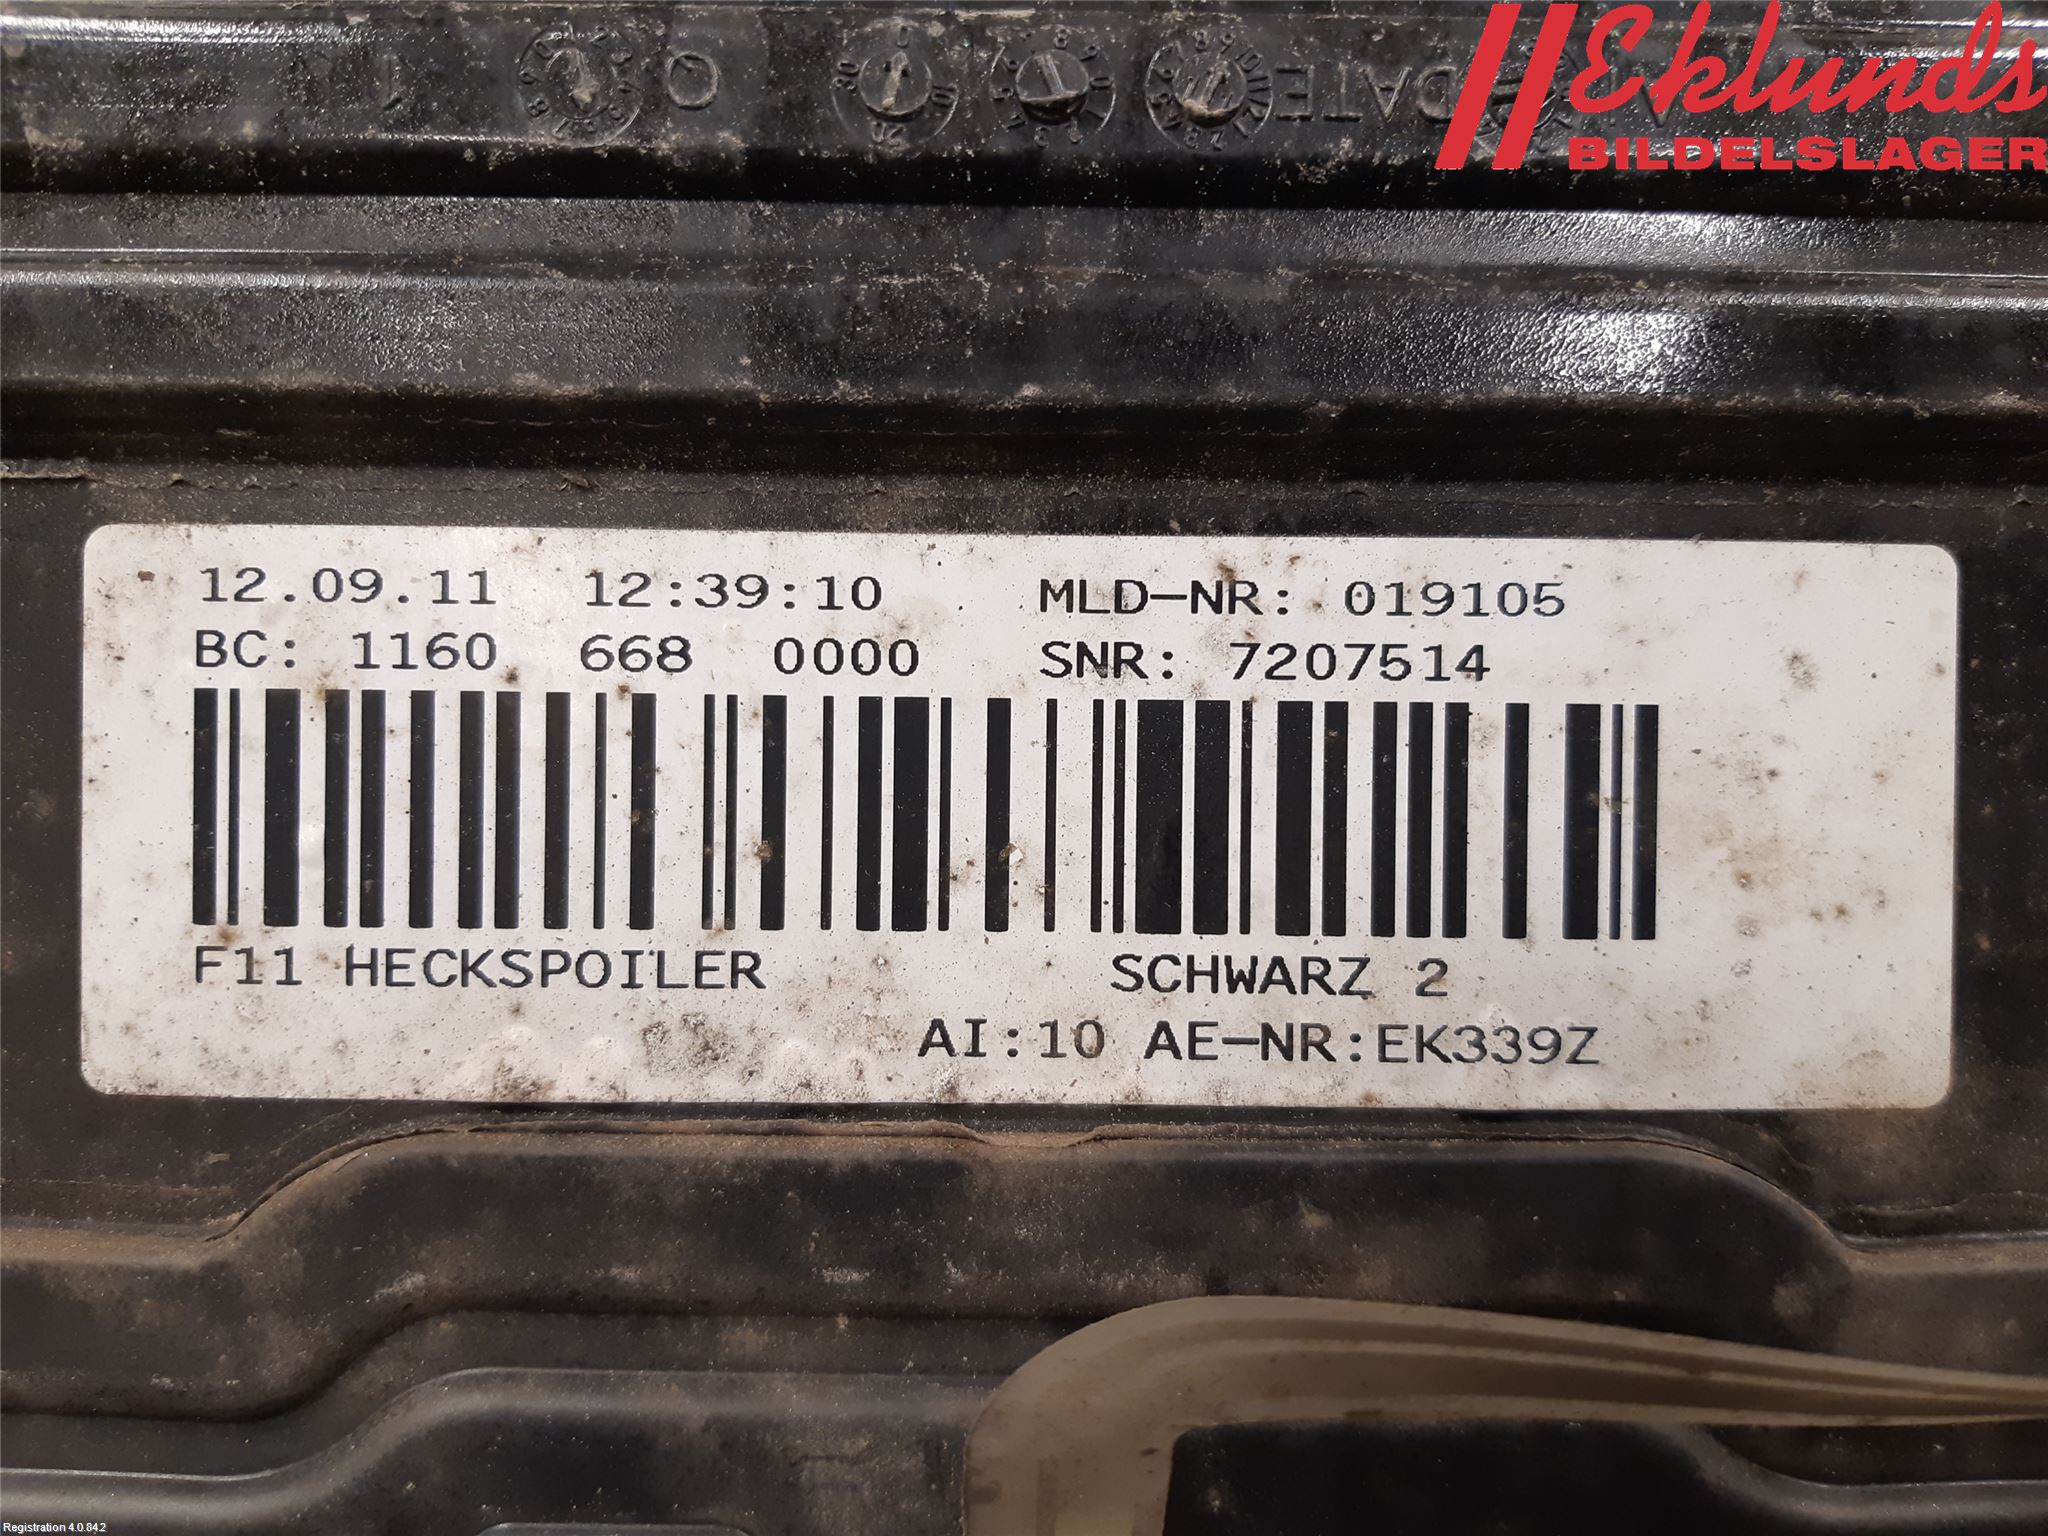 Eklunds
BILDELSLAGER
DATE
12.09.11 12:39:10 MLD-NR: 019105
BC: 1160 668 0000 SNR: 7207514
F11 HECKSPOILER SCHWARZ 2
AI:10 AE-NR:EK339Z
Registration 4.0.842